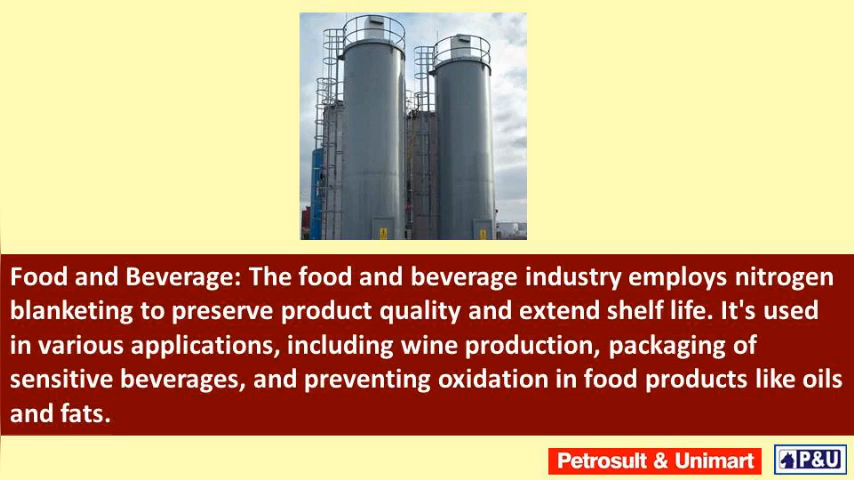 Food and Beverage: The food and beverage industry employs nitrogen
blanketing to preserve product quality and extend shelf life. It's used
in various applications, including wine production, packaging of
sensitive beverages, and preventing oxidation in food products like oils
and fats.
Petrosult & Unimart
P&U